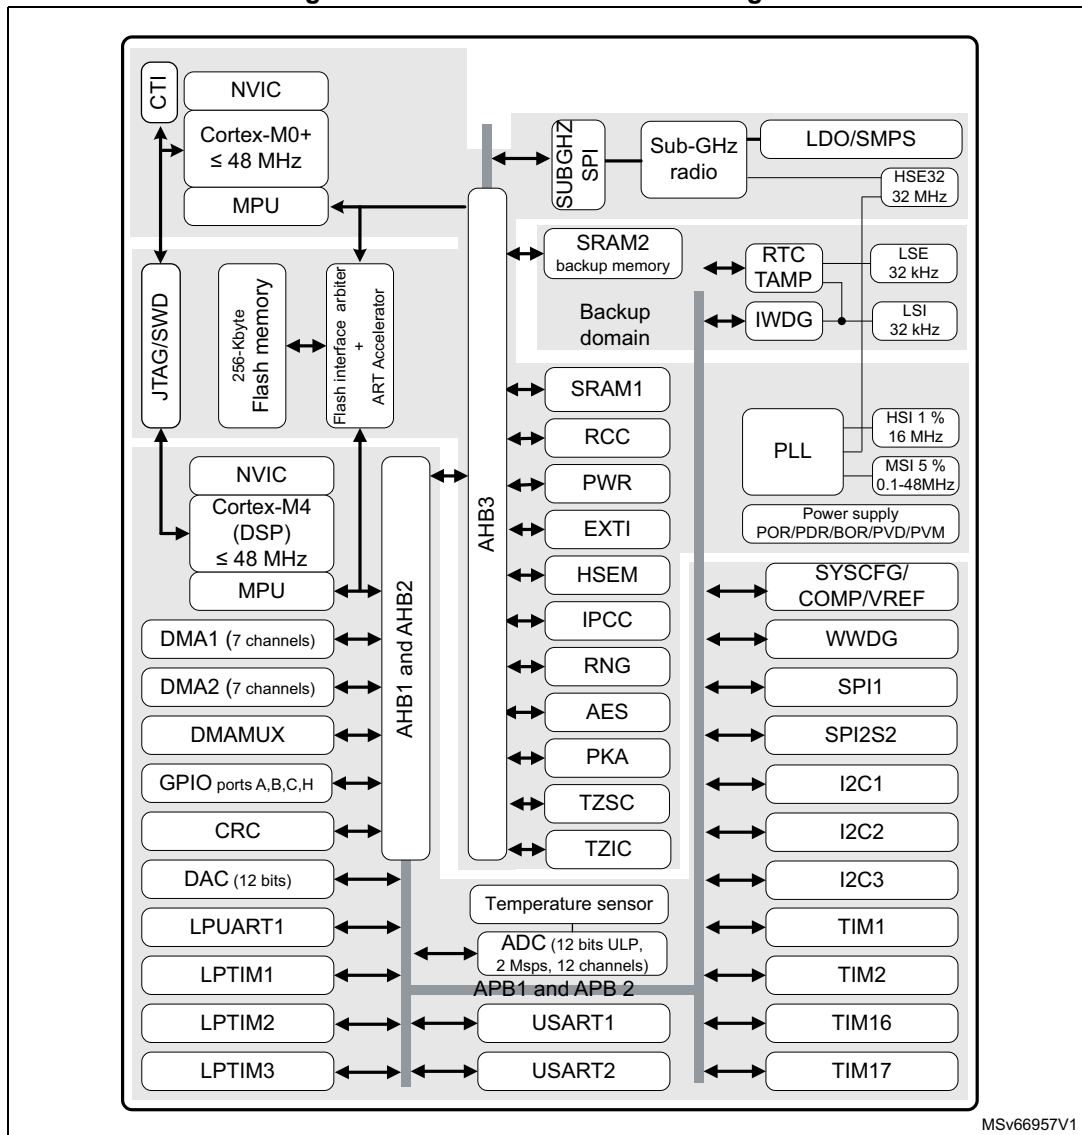 CTI
NVIC
Cortex-M0+
≤ 48 MHz
MPU
SUBGHZ
SPI
Sub-GHz
radio
LDO/SMPS
HSE32
32 MHz
SRAM2
backup memory
RTC
TAMP
LSE
32 kHz
Backup
domain
IWDG
LSI
32 kHz
JTAG/SWD
256-Kbyte
Flash memory
Flash interface arbiter
+
ART Accelerator
AHB3
SRAM1
RCC
PWR
EXTI
HSEM
IPCC
RNG
AES
PKA
TZSC
TZIC
PLL
HSI 1 %
16 MHz
MSI 5 %
0.1-48MHz
Power supply
POR/PDR/BOR/PVD/PVM
NVIC
Cortex-M4
(DSP)
≤ 48 MHz
MPU
AHB1 and AHB2
DMA1 (7 channels)
DMA2 (7 channels)
DMAMUX
GPIO ports A,B,C,H
CRC
DAC (12 bits)
LPUART1
LPTIM1
LPTIM2
LPTIM3
Temperature sensor
ADC (12 bits ULP,
2 Msps, 12 channels)
APB1 and APB 2
USART1
USART2
SYSCFG/
COMP/VREF
WWDG
SPI1
SPI2S2
I2C1
I2C2
I2C3
TIM1
TIM2
TIM16
TIM17
MSv66957V1